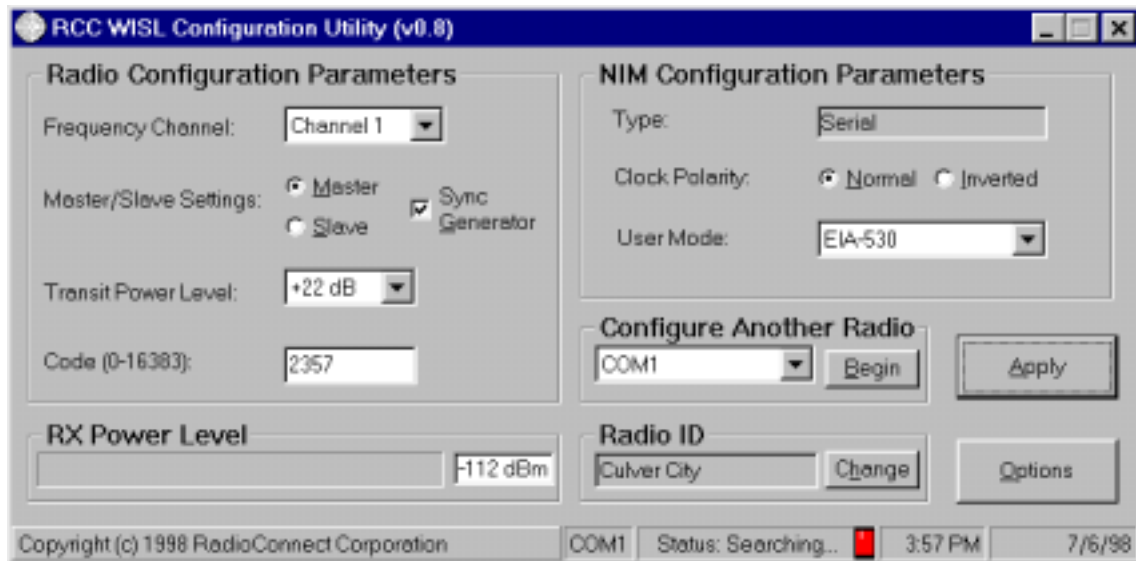 RCC WISL Configuration Utility (v0.8)
Radio Configuration Parameters
Frequency Channel:
Channel 1
Master/Slave Settings:
Master
Slave
Sync
Generator
Transit Power Level:
+22 dB
Code (0-16383):
2357
NIM Configuration Parameters
Type:
Serial
Clock Polarity:
Normal
Inverted
User Mode:
EIA-530
Configure Another Radio
COM1
Begin
Apply
RX Power Level
-112 dBm
Radio ID
Culver City
Change
Options
Copyright (c) 1998 RadioConnect Corporation
COM1
Status: Searching...
3:57 PM
7/6/98